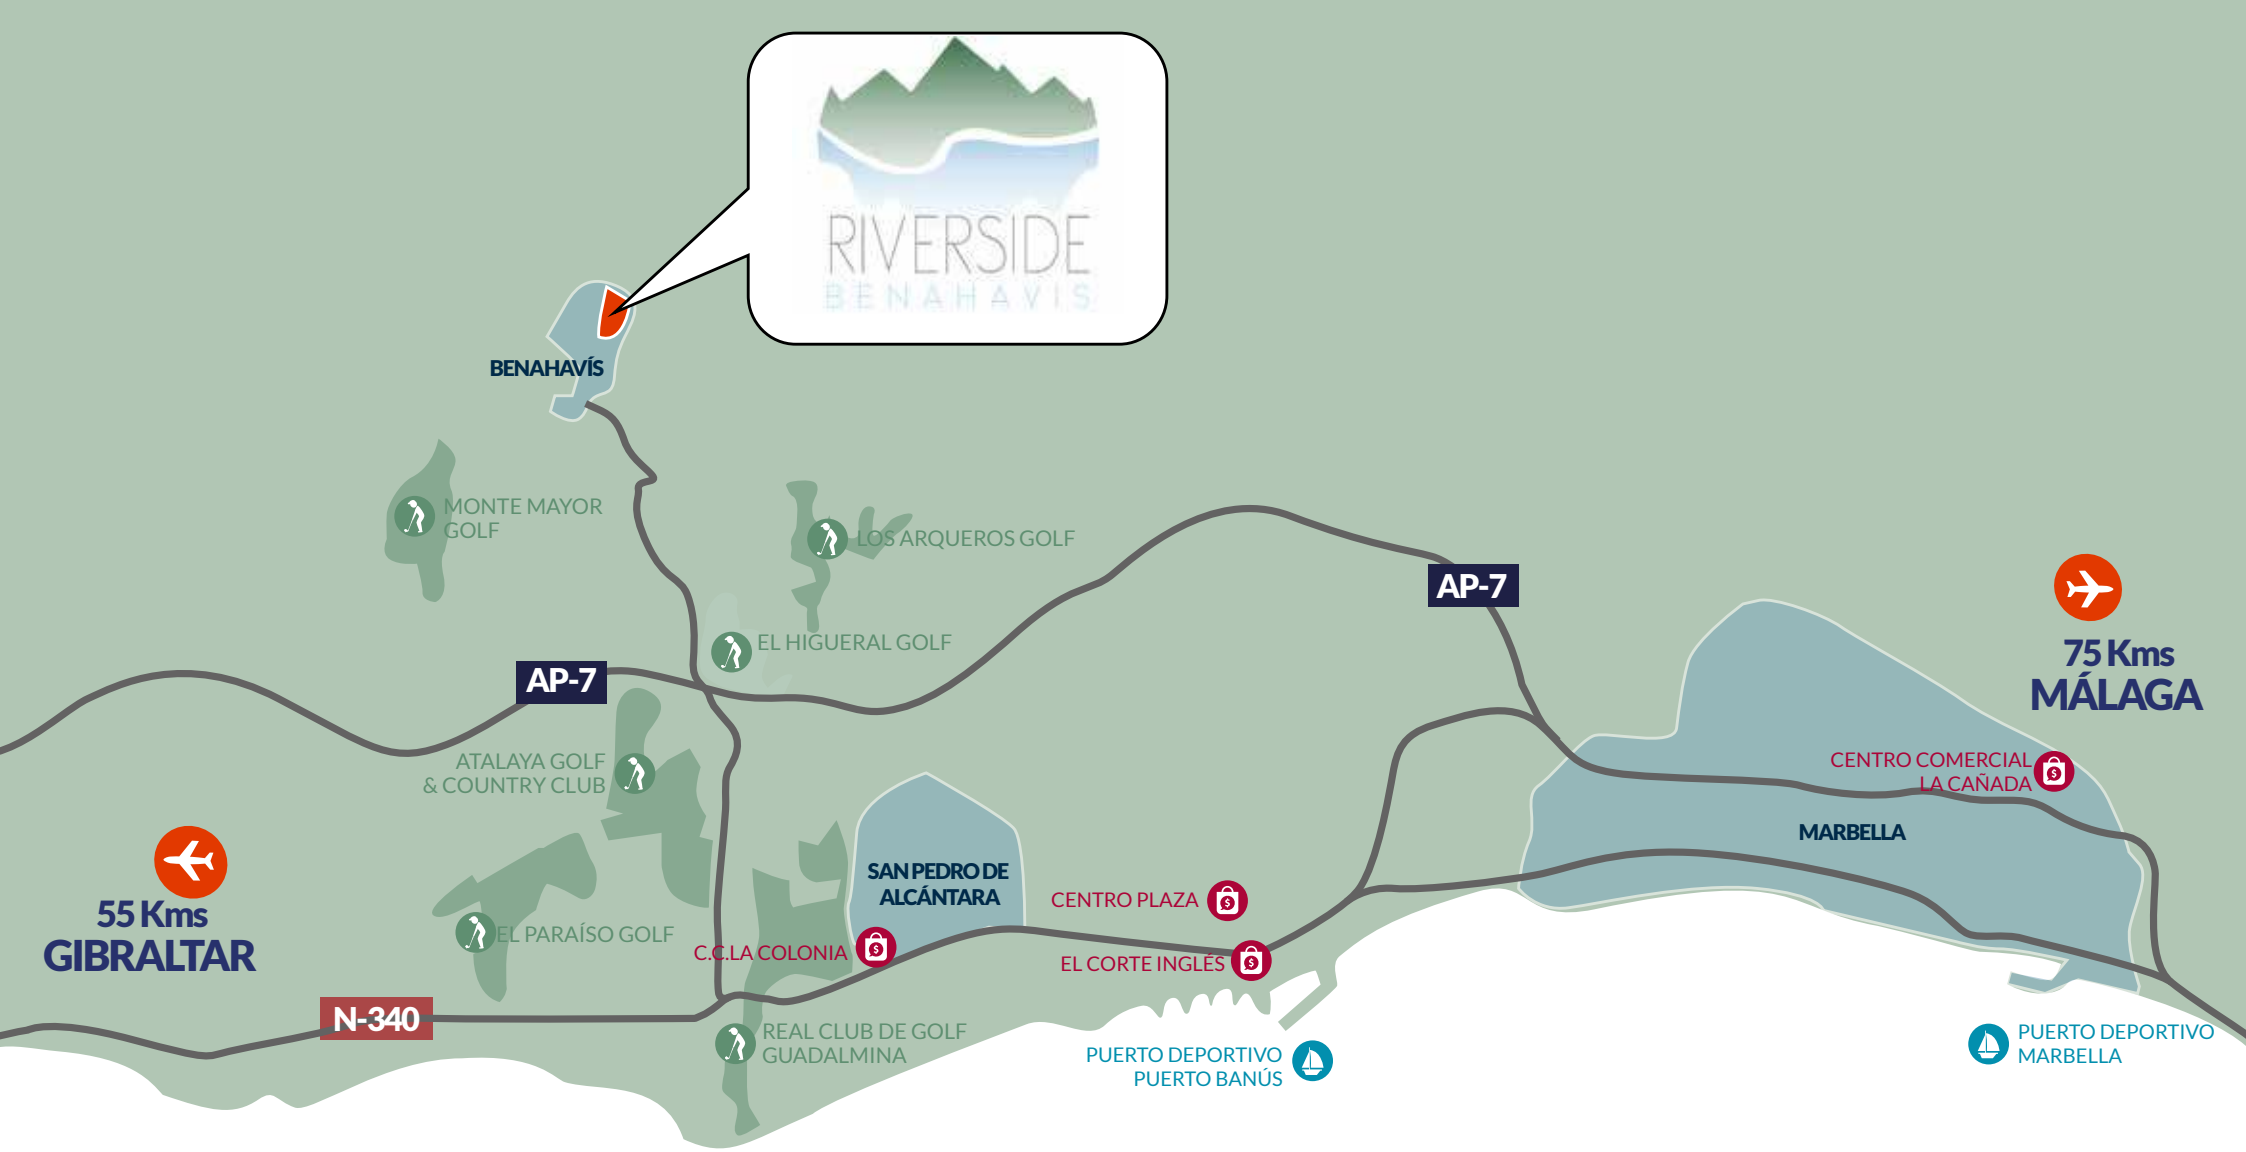 RIVERSIDE
BENAHAVIS
BENAHAVÍS
MONTE MAYOR
GOLF
LOS ARQUEROS GOLF
AP-7
EL HIGUERAL GOLF
75 Kms
MÁLAGA
AP-7
ATALAYA GOLF
& COUNTRY CLUB
CENTRO COMERCIAL
LA CAÑADA
MARBELLA
SAN PEDRO DE
ALCÁNTARA
CENTRO PLAZA
55 Kms
GIBRALTAR
EL PARAÍSO GOLF
C.C.LA COLONIA
EL CORTE INGLÉS
N-340
REAL CLUB DE GOLF
GUADALMINA
PUERTO DEPORTIVO
PUERTO BANÚS
PUERTO DEPORTIVO
MARBELLA